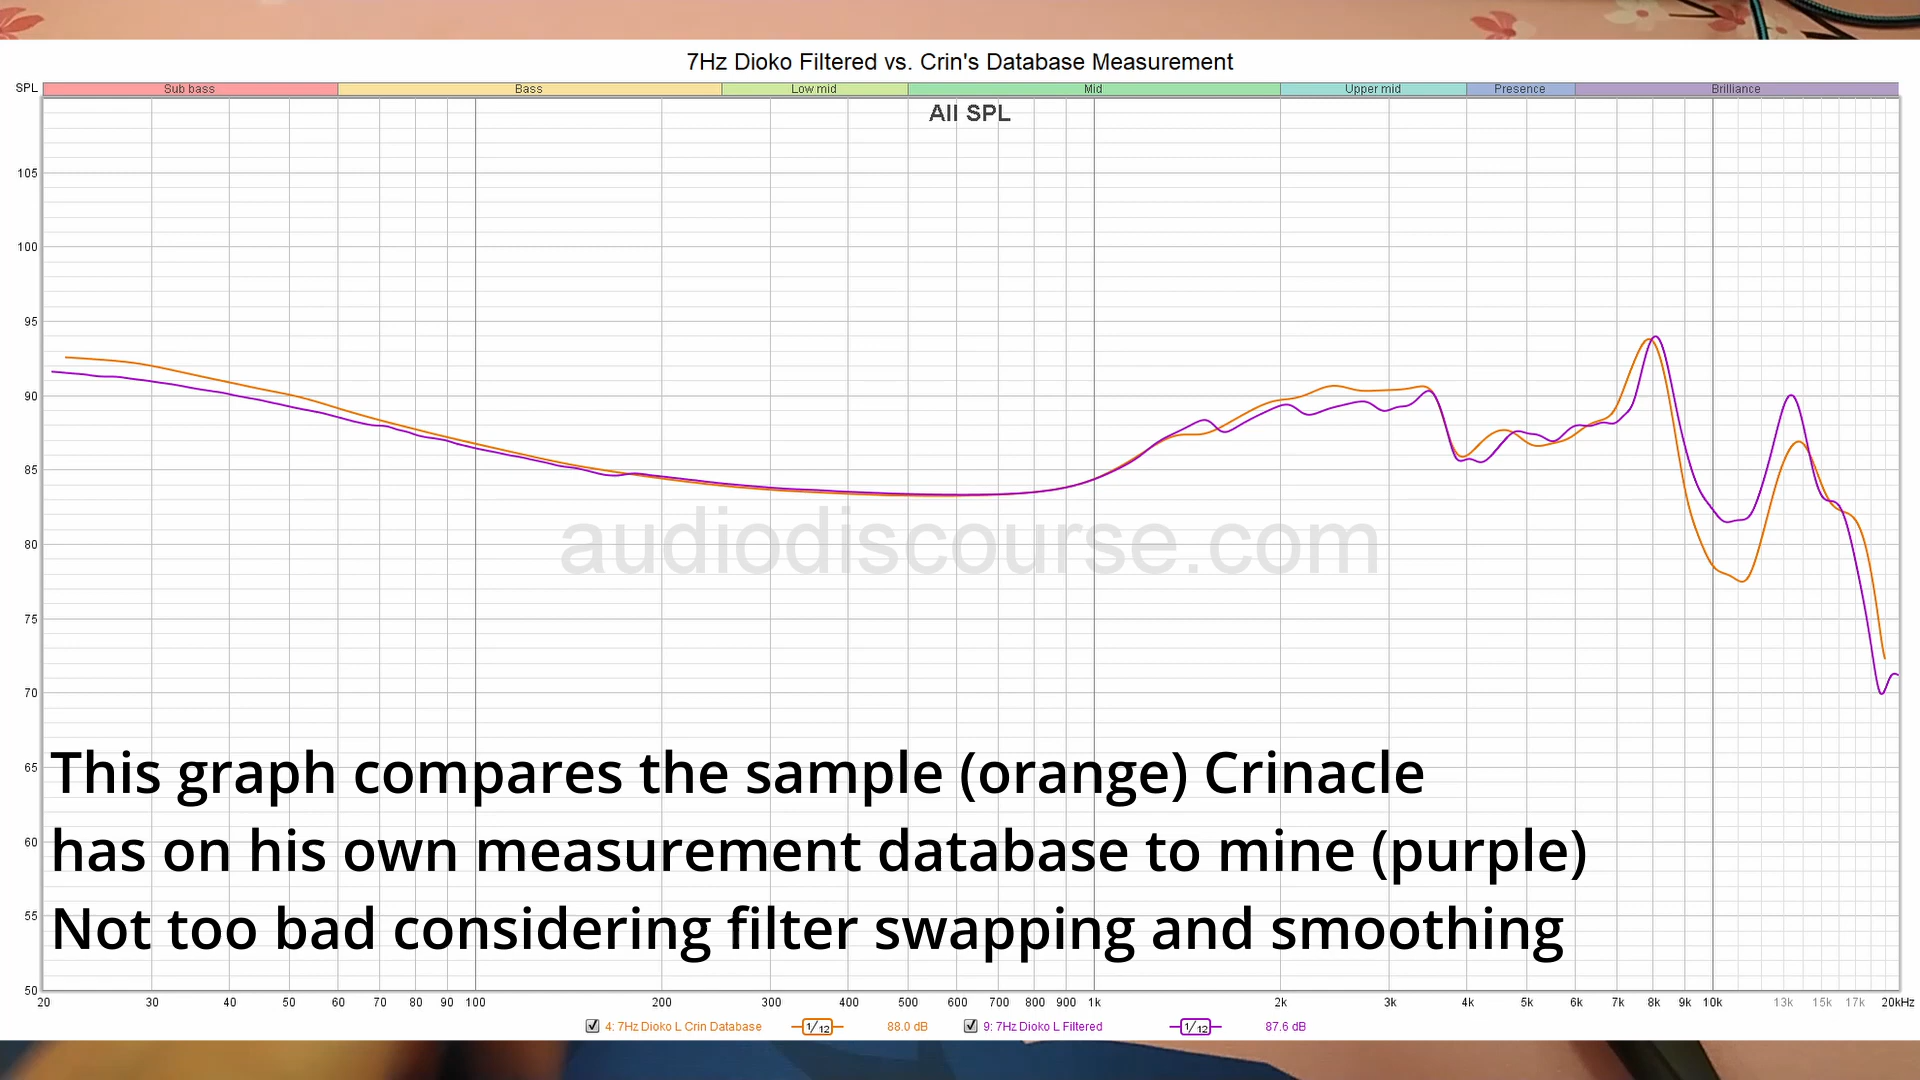 7Hz Dioko Filtered vs. Crin's Database Measurement
SPL
Sub bass Bass Low mid Mid Upper mid Presence Brilliance
All SPL
105
100
95
90
85
80
75
70
65
60
55
50
audiodiscourse.com
This graph compares the sample (orange) Crinacle
has on his own measurement database to mine (purple)
Not too bad considering filter swapping and smoothing
20 30 40 50 60 70 80 90 100 200 300 400 500 600 700 800 900 1k 2k 3k 4k 5k 6k 7k 8k 9k 10k 13k 15k 17k 20kHz
4: 7Hz Dioko L Crin Database 1/12 88.0 dB 9: 7Hz Dioko L Filtered 1/12 87.6 dB